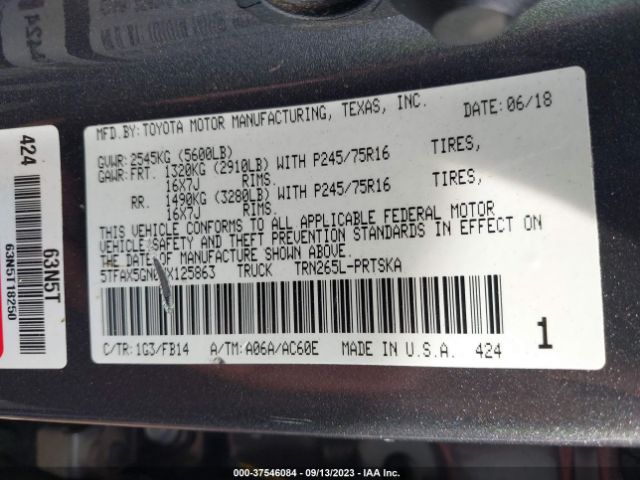 MFD.BY: TOYOTA MOTOR MANUFACTURING, TEXAS, INC. DATE: 06/18
GVWR: 2545KG (5600LB)
GAWR: FRT. 1320KG (2910LB) WITH P245/75R16 TIRES,
16X7J RIMS.
RR. 1490KG (3280LB) WITH P245/75R16 TIRES,
16X7J RIMS.
THIS VEHICLE CONFORMS TO ALL APPLICABLE FEDERAL MOTOR
VEHICLE SAFETY AND THEFT PREVENTION STANDARDS IN EFFECT ON
THE DATE OF MANUFACTURE SHOWN ABOVE.
TRUCK TRN265L-PRTSKA
C/TR: 1G3/FB14 A/TM: A06A/AC60E MADE IN U.S.A. 424
1
424
63N5T
63N5T18250
000-37546084 - 09/13/2023 - IAA Inc.